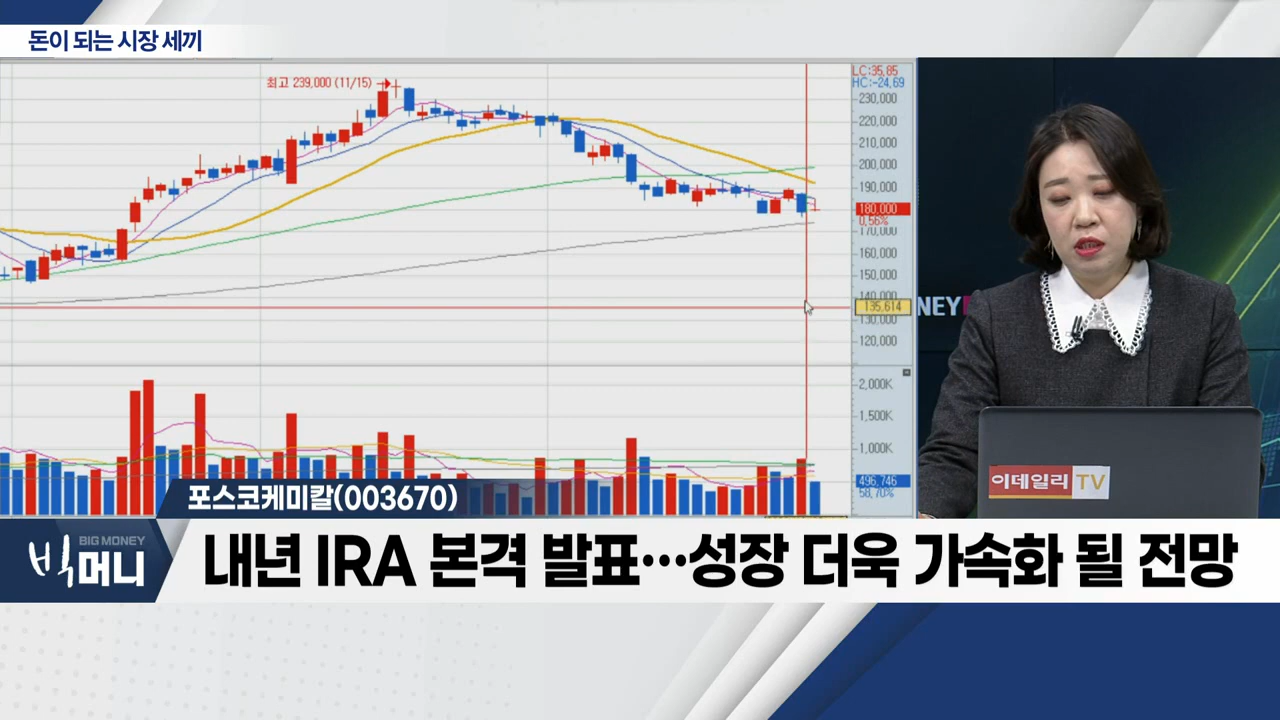 돈이 되는 시장 세끼
최고 239,000 (11/15)
LC:35,85
HC:-24,69
230,000
220,000
210,000
200,000
190,000
180,000
0,56%
170,000
160,000
150,000
140,000
135,614
130,000
120,000
2,000K
1,500K
1,000K
496,746
58,70%
NEY
이데일리 TV
포스코케미칼(003670)
BIG MONEY
빅머니
내년 IRA 본격 발표…성장 더욱 가속화 될 전망